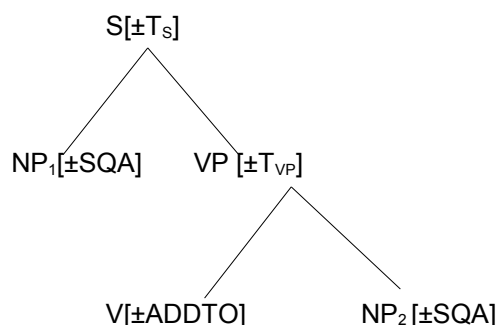 S[±T_S]
NP₁[±SQA] VP [±T_VP]
V[±ADDTO] NP₂ [±SQA]